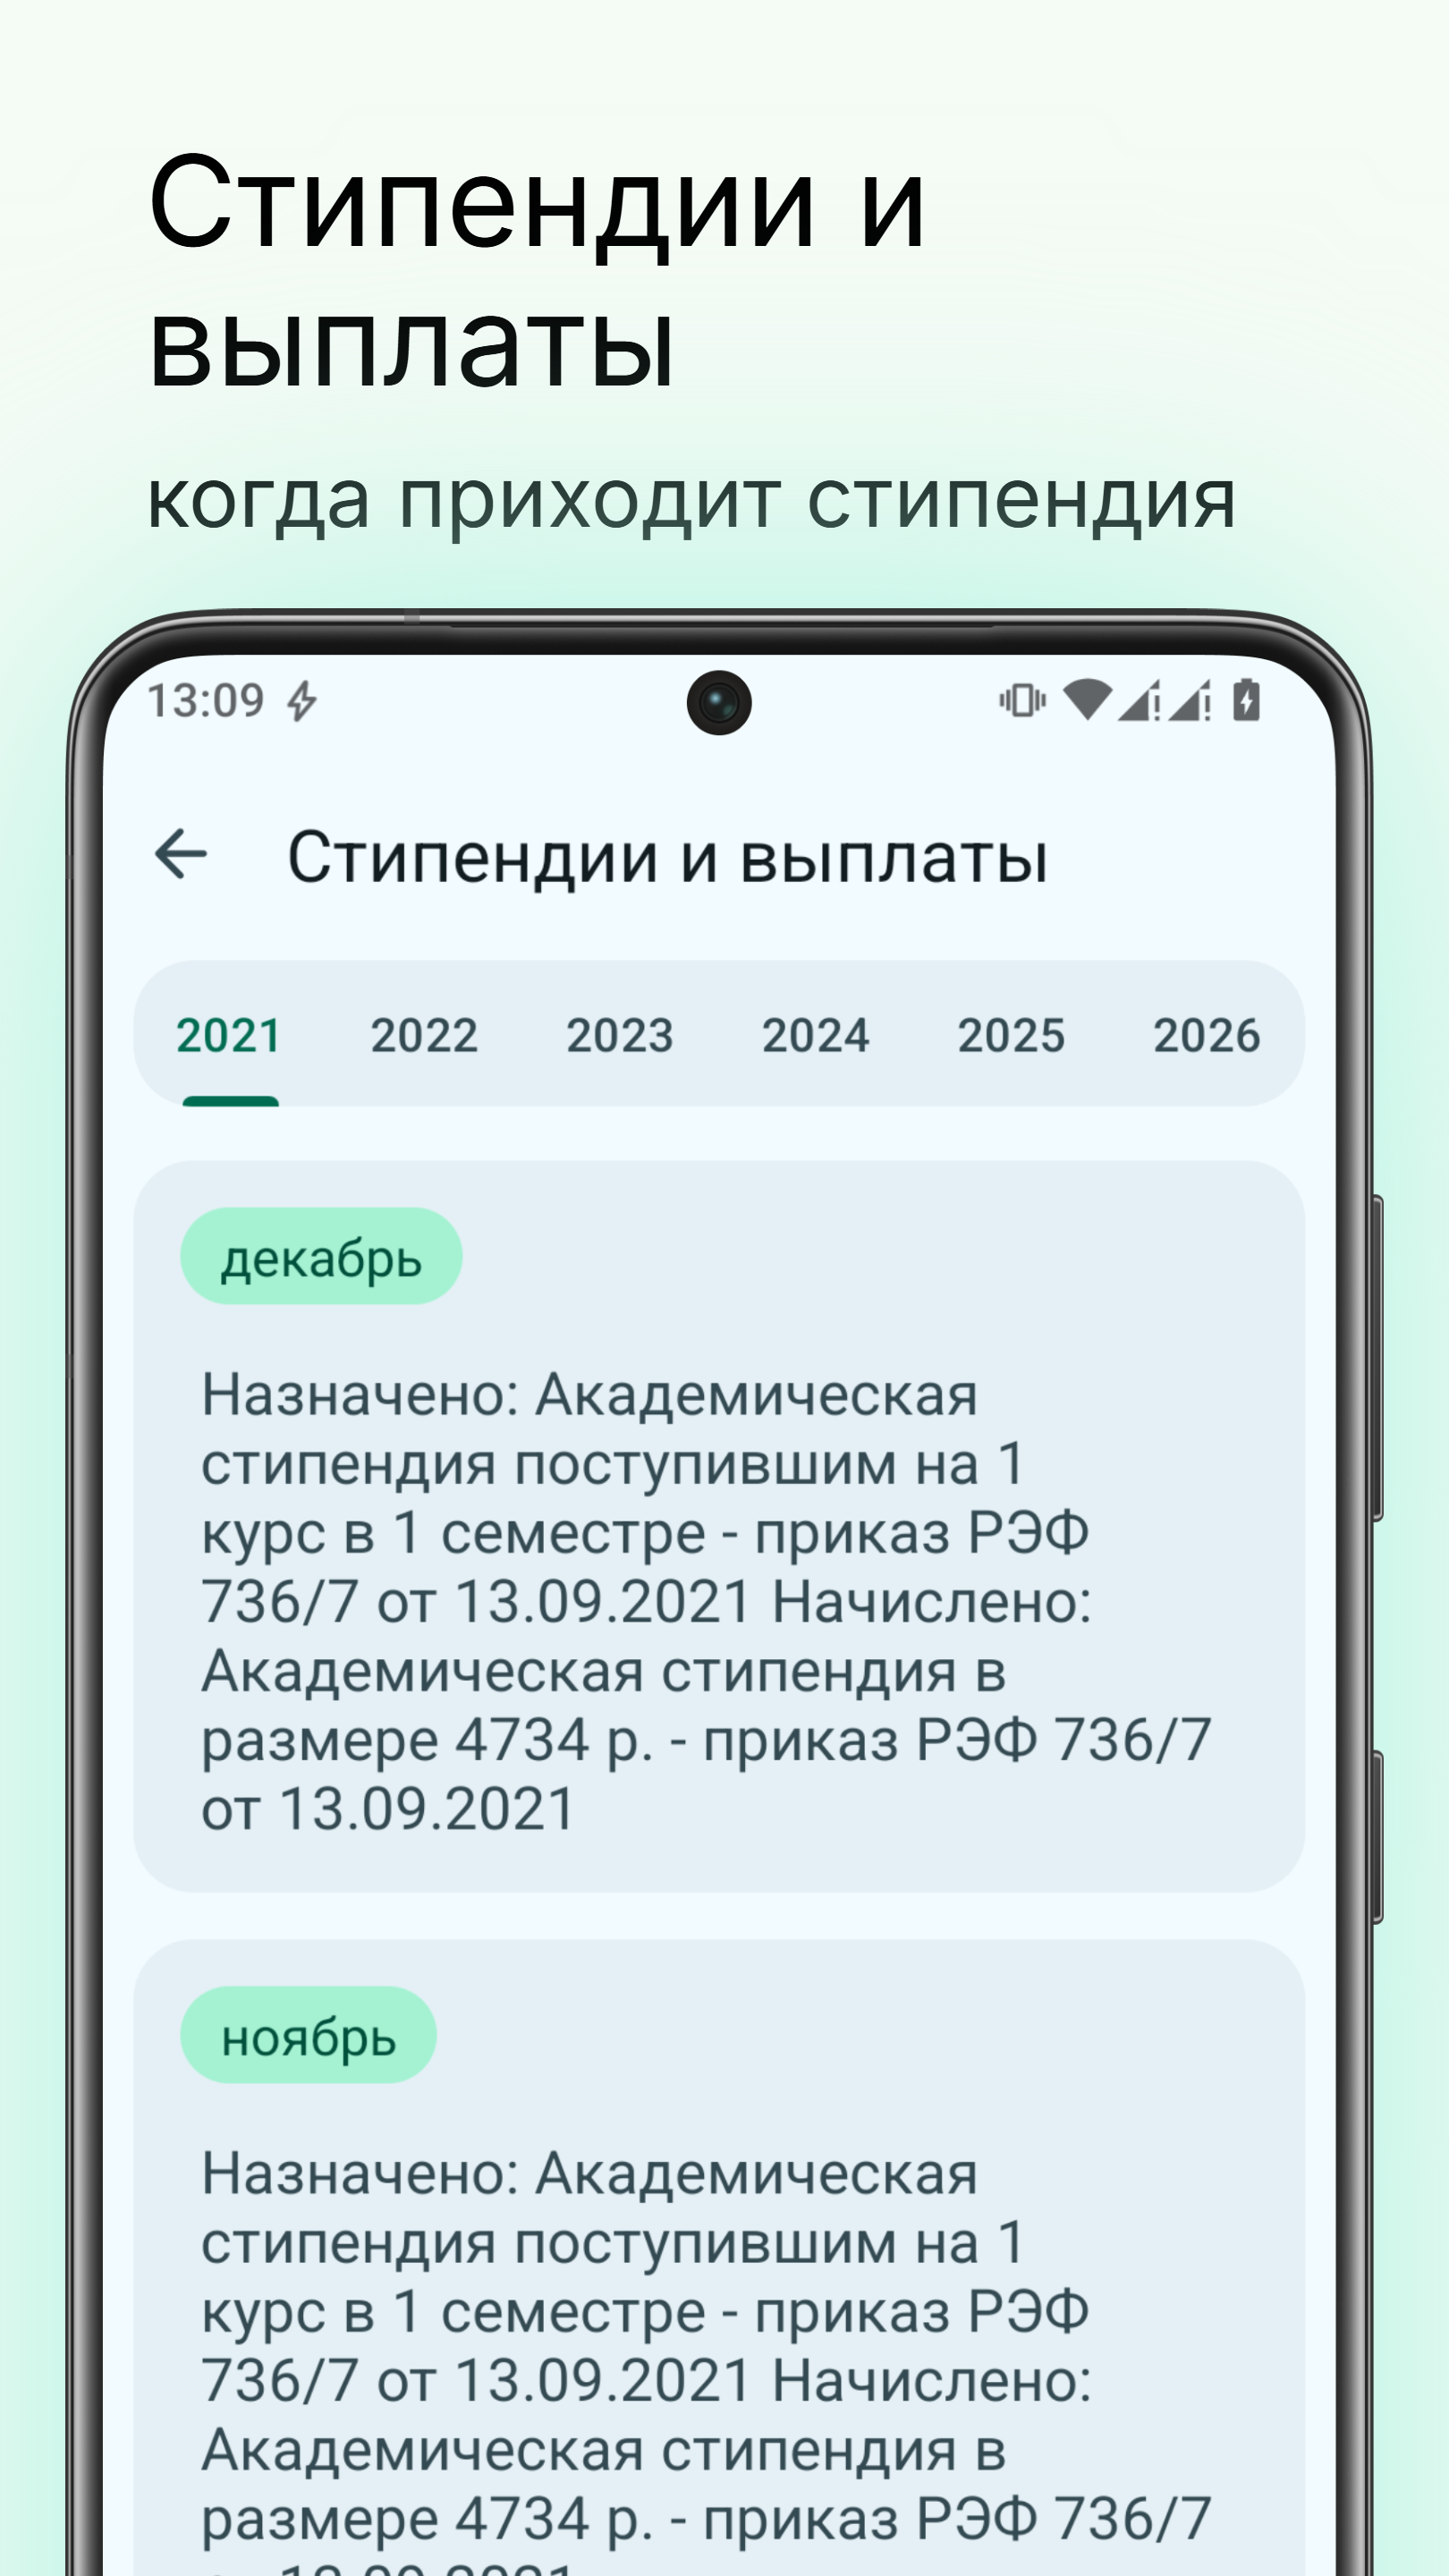 Стипендии и
выплаты
когда приходит стипендия
13:09
Стипендии и выплаты
2021 2022 2023 2024 2025 2026
декабрь
Назначено: Академическая
стипендия поступившим на 1
курс в 1 семестре - приказ РЭФ
736/7 от 13.09.2021 Начислено:
Академическая стипендия в
размере 4734 р. - приказ РЭФ 736/7
от 13.09.2021
ноябрь
Назначено: Академическая
стипендия поступившим на 1
курс в 1 семестре - приказ РЭФ
736/7 от 13.09.2021 Начислено:
Академическая стипендия в
размере 4734 р. - приказ РЭФ 736/7